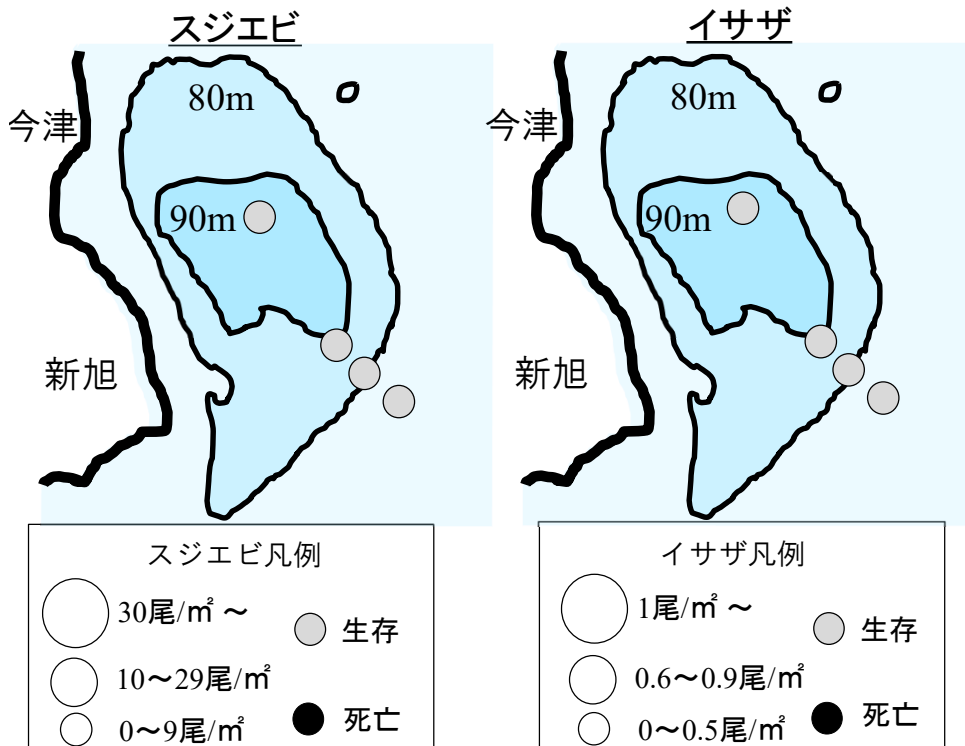 スジエビ
80m
今津
90m
新旭
スジエビ凡例
30尾/㎡ ～
10～29尾/㎡
0～9尾/㎡
生存
死亡
イサザ
80m
今津
90m
新旭
イサザ凡例
1尾/㎡ ～
0.6～0.9尾/㎡
0～0.5尾/㎡
生存
死亡